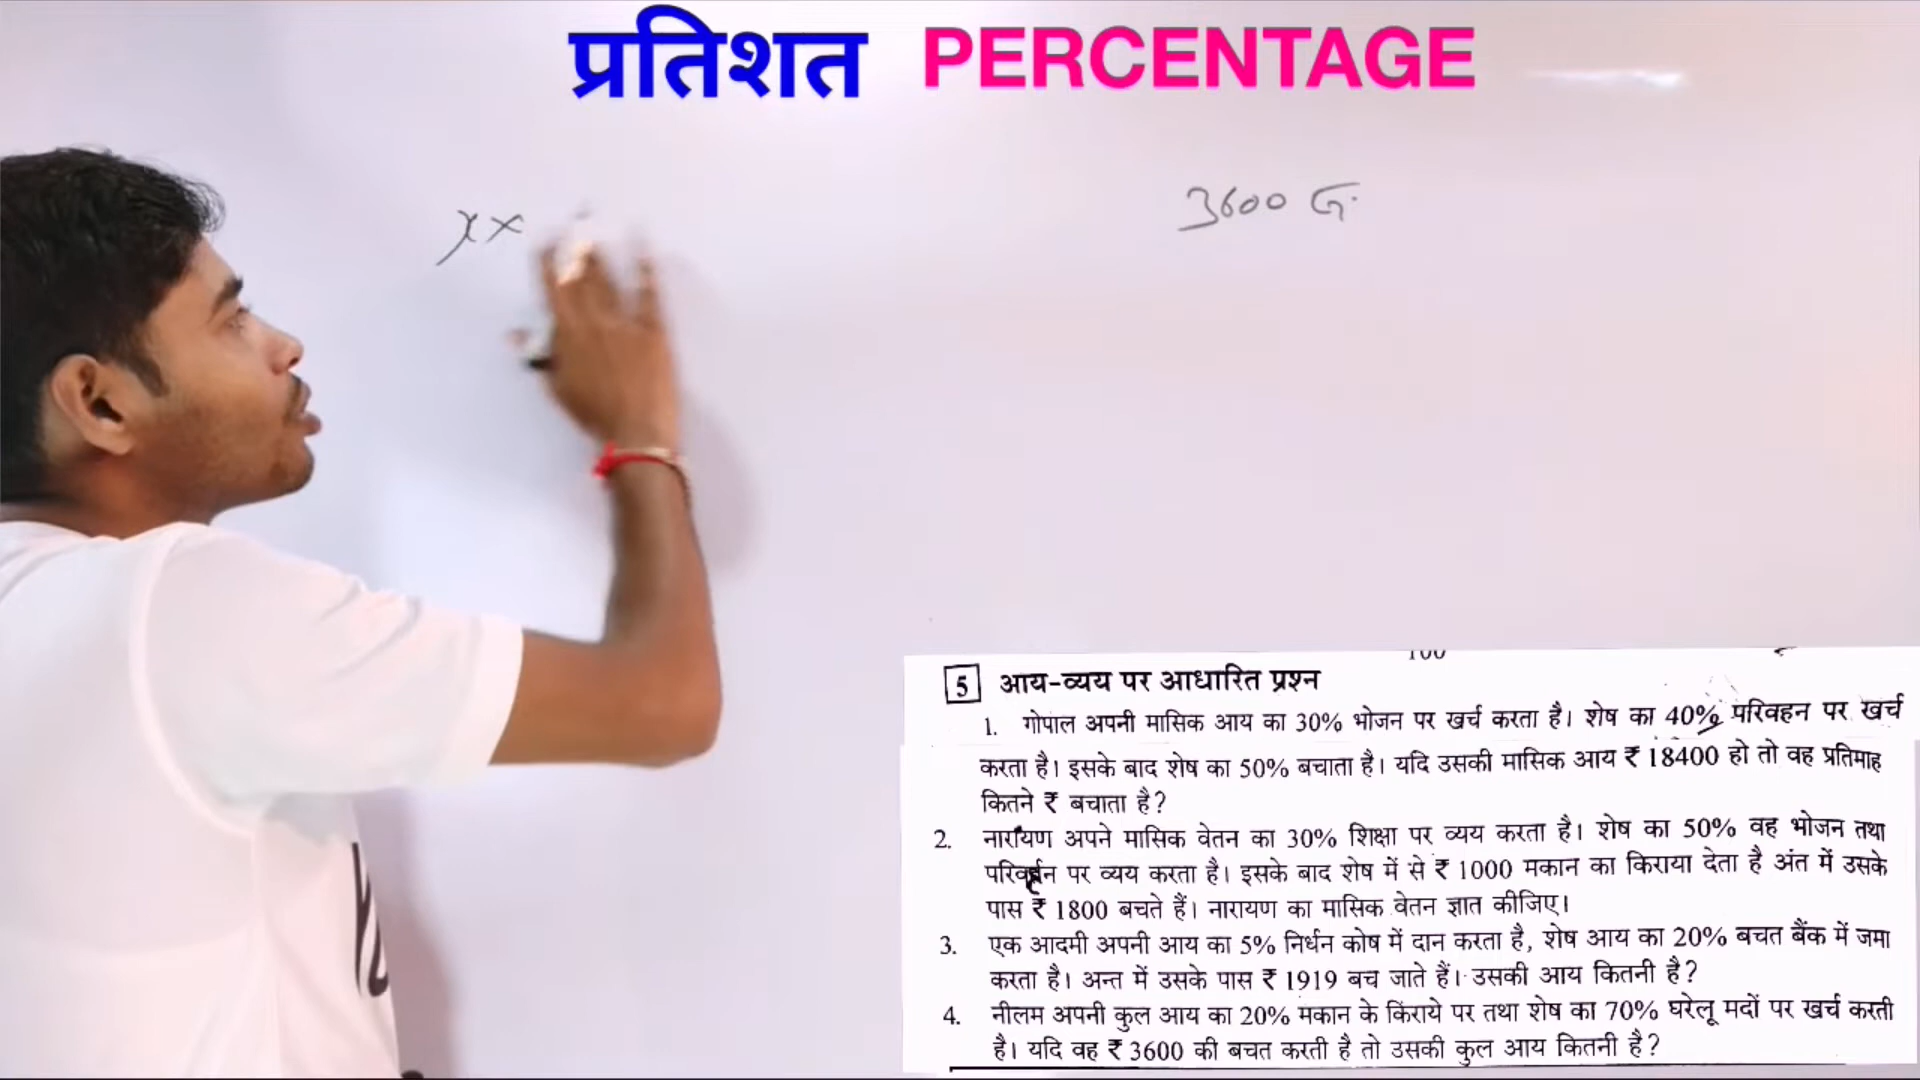 प्रतिशत PERCENTAGE
x×
3600 ब.
100
5 आय-व्यय पर आधारित प्रश्न
1. गोपाल अपनी मासिक आय का 30% भोजन पर खर्च करता है। शेष का 40% परिवहन पर खर्च
करता है। इसके बाद शेष का 50% बचाता है। यदि उसकी मासिक आय ₹ 18400 हो तो वह प्रतिमाह
कितने ₹ बचाता है?
2. नारायण अपने मासिक वेतन का 30% शिक्षा पर व्यय करता है। शेष का 50% वह भोजन तथा
पर व्यय करता है। इसके बाद शेष में से ₹ 1000 मकान का किराया देता है अंत में उसके
पास ₹ 1800 बचते हैं। नारायण का मासिक वेतन ज्ञात कीजिए।
3. एक आदमी अपनी आय का 5% निर्धन कोष में दान करता है, शेष आय का 20% बचत बैंक में जमा
करता है। अन्त में उसके पास ₹ 1919 बच जाते हैं। उसकी आय कितनी है?
4. नीलम अपनी कुल आय का 20% मकान के किराये पर तथा शेष का 70% घरेलू मदों पर खर्च करती
है। यदि वह ₹ 3600 की बचत करती है तो उसकी कुल आय कितनी है?